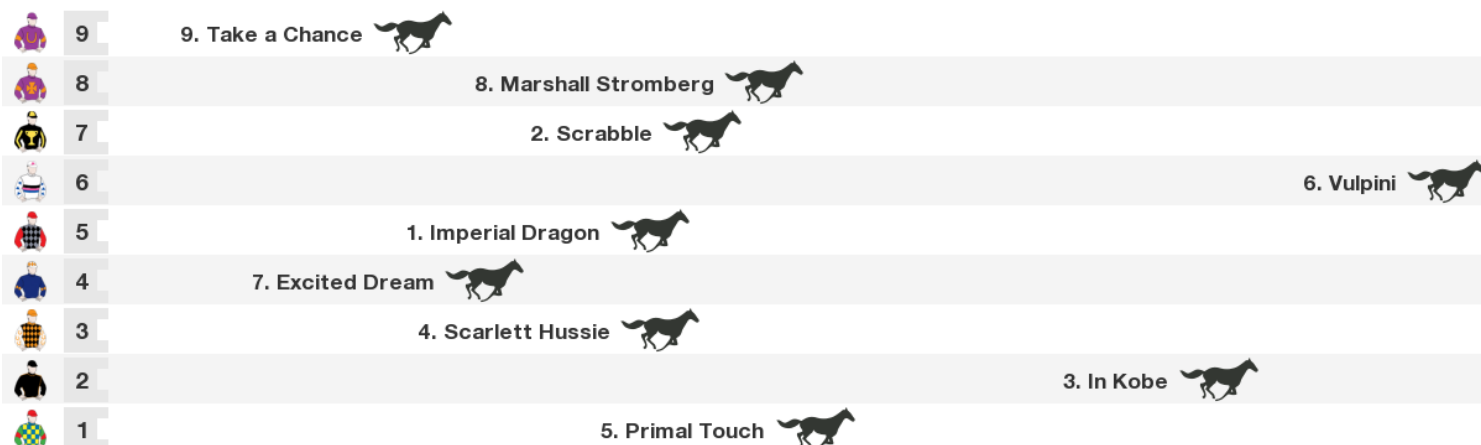 9 9. Take a Chance
8 8. Marshall Stromberg
7 2. Scrabble
6 6. Vulpini
5 1. Imperial Dragon
4 7. Excited Dream
3 4. Scarlett Hussie
2 3. In Kobe
1 5. Primal Touch